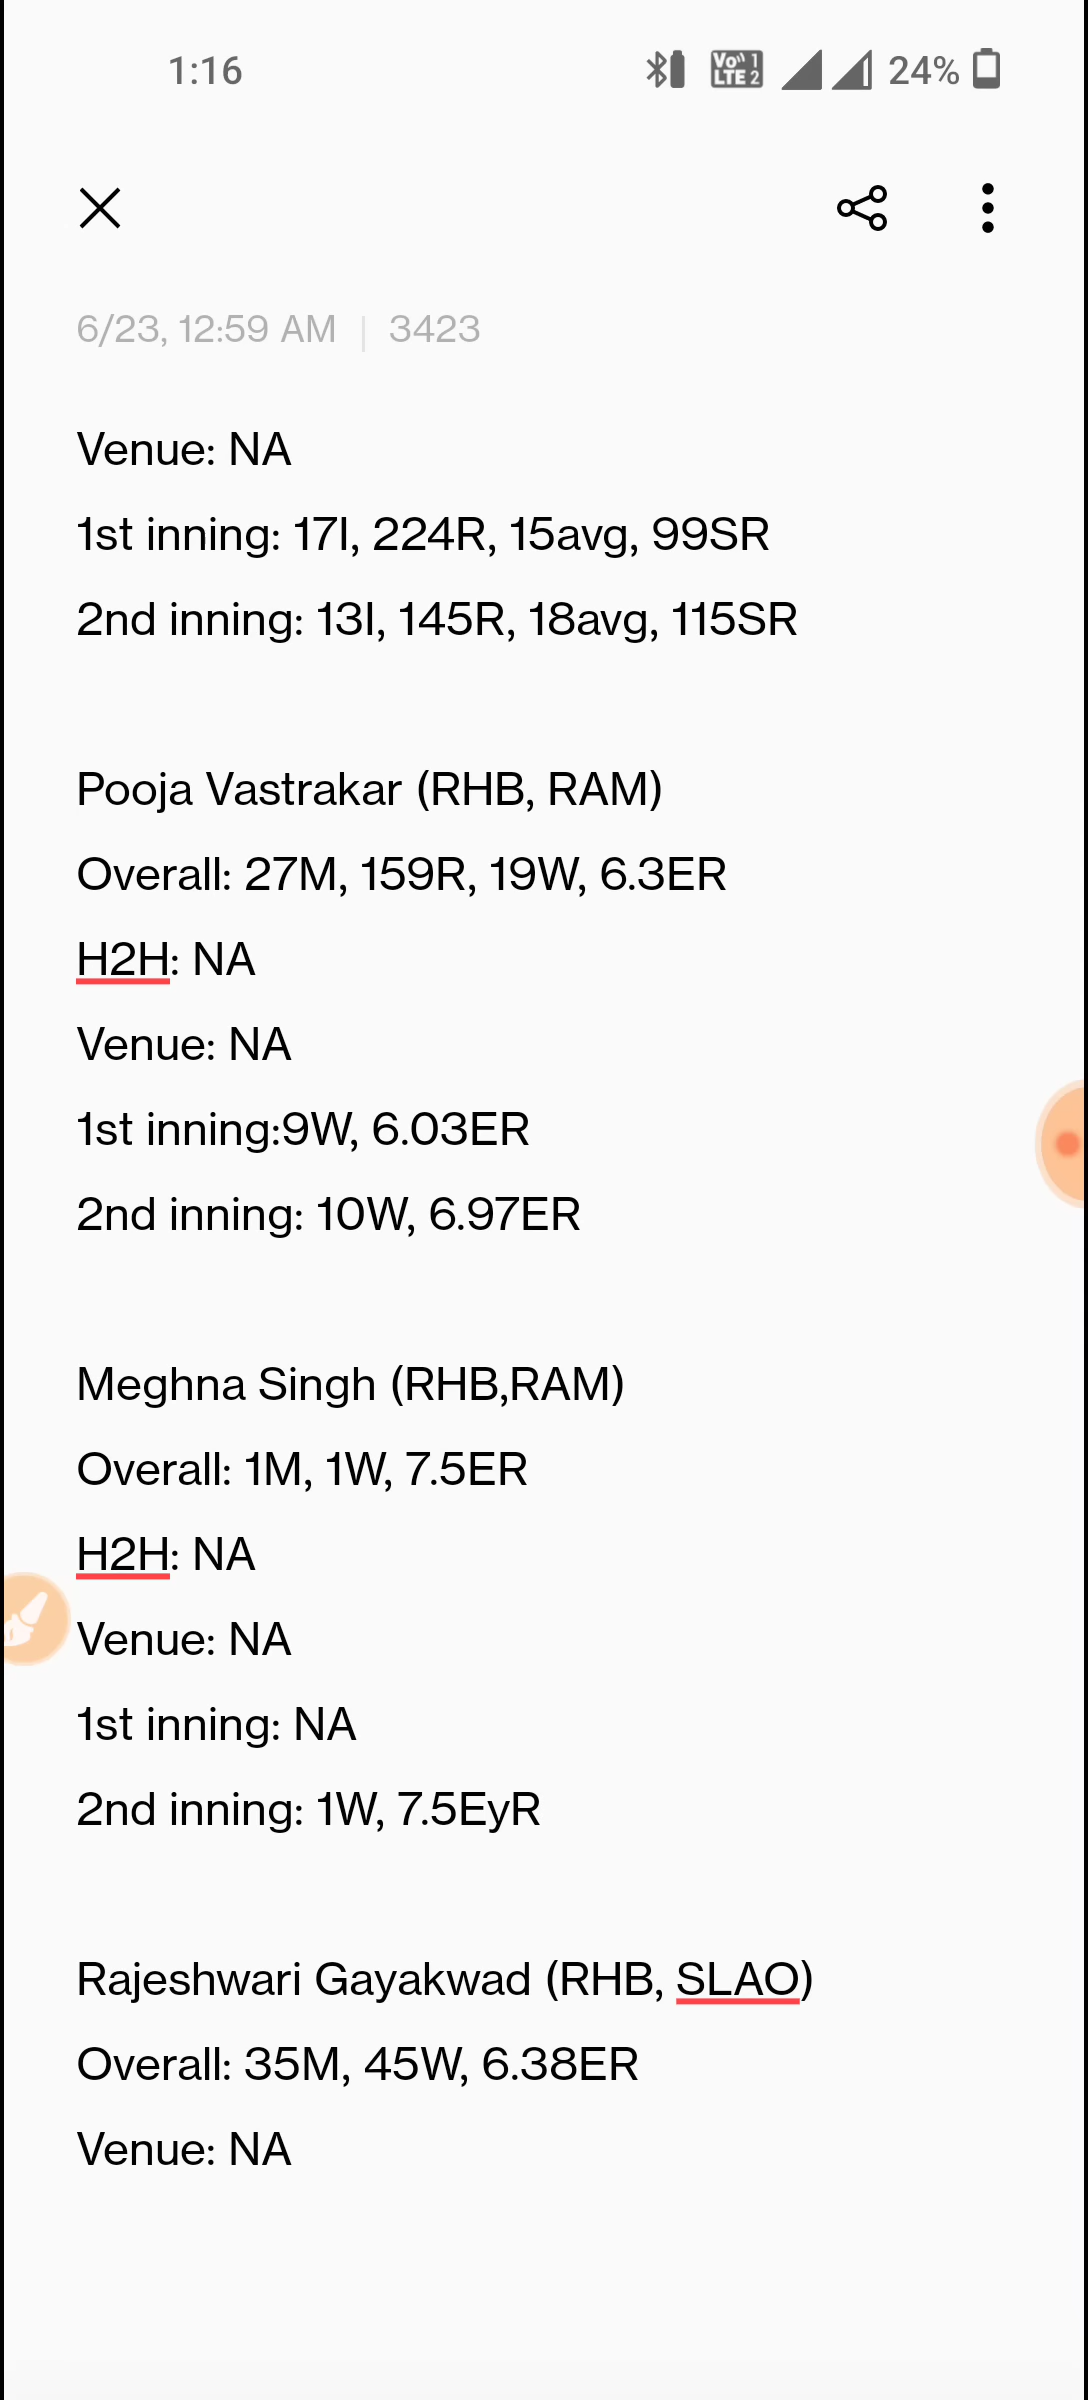 1:16 Vo)) 1 LTE 2 24%
6/23, 12:59 AM | 3423
Venue: NA
1st inning: 17I, 224R, 15avg, 99SR
2nd inning: 13I, 145R, 18avg, 115SR
Pooja Vastrakar (RHB, RAM)
Overall: 27M, 159R, 19W, 6.3ER
H2H: NA
Venue: NA
1st inning:9W, 6.03ER
2nd inning: 10W, 6.97ER
Meghna Singh (RHB,RAM)
Overall: 1M, 1W, 7.5ER
H2H: NA
Venue: NA
1st inning: NA
2nd inning: 1W, 7.5EyR
Rajeshwari Gayakwad (RHB, SLAO)
Overall: 35M, 45W, 6.38ER
Venue: NA